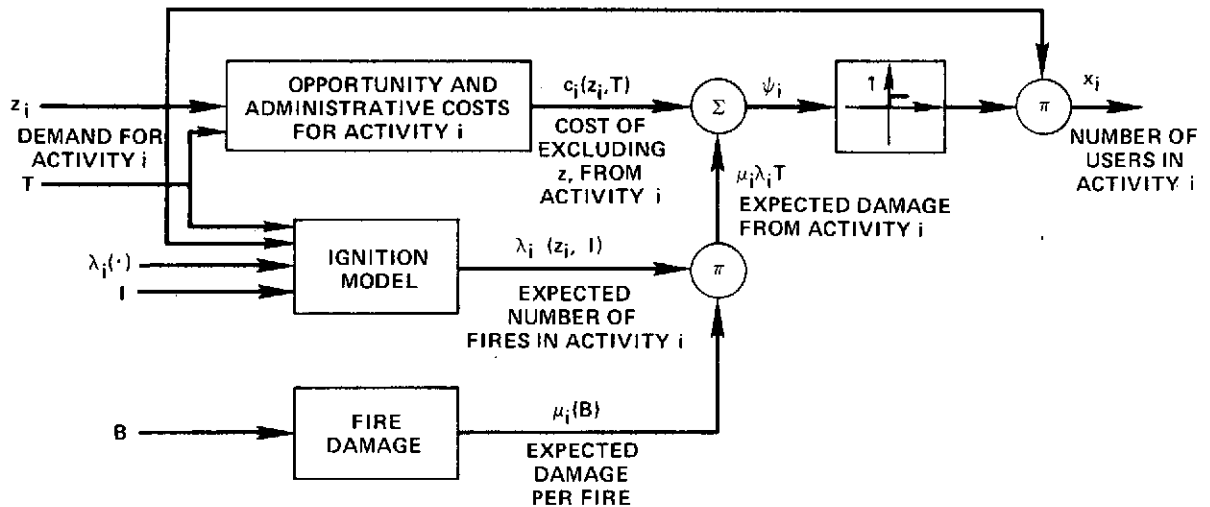 OPPORTUNITY AND
ADMINISTRATIVE COSTS
FOR ACTIVITY i
z_i
DEMAND FOR
ACTIVITY i
T
c_i(z_i,T)
COST OF
EXCLUDING
z, FROM
ACTIVITY i
Σ
ψ_i
1
π
x_i
NUMBER OF
USERS IN
ACTIVITY i
μ_iλ_iT
EXPECTED DAMAGE
FROM ACTIVITY i
λ_i(·)
I
IGNITION
MODEL
λ_i (z_i, I)
EXPECTED
NUMBER OF
FIRES IN ACTIVITY i
π
B
FIRE
DAMAGE
μ_i(B)
EXPECTED
DAMAGE
PER FIRE